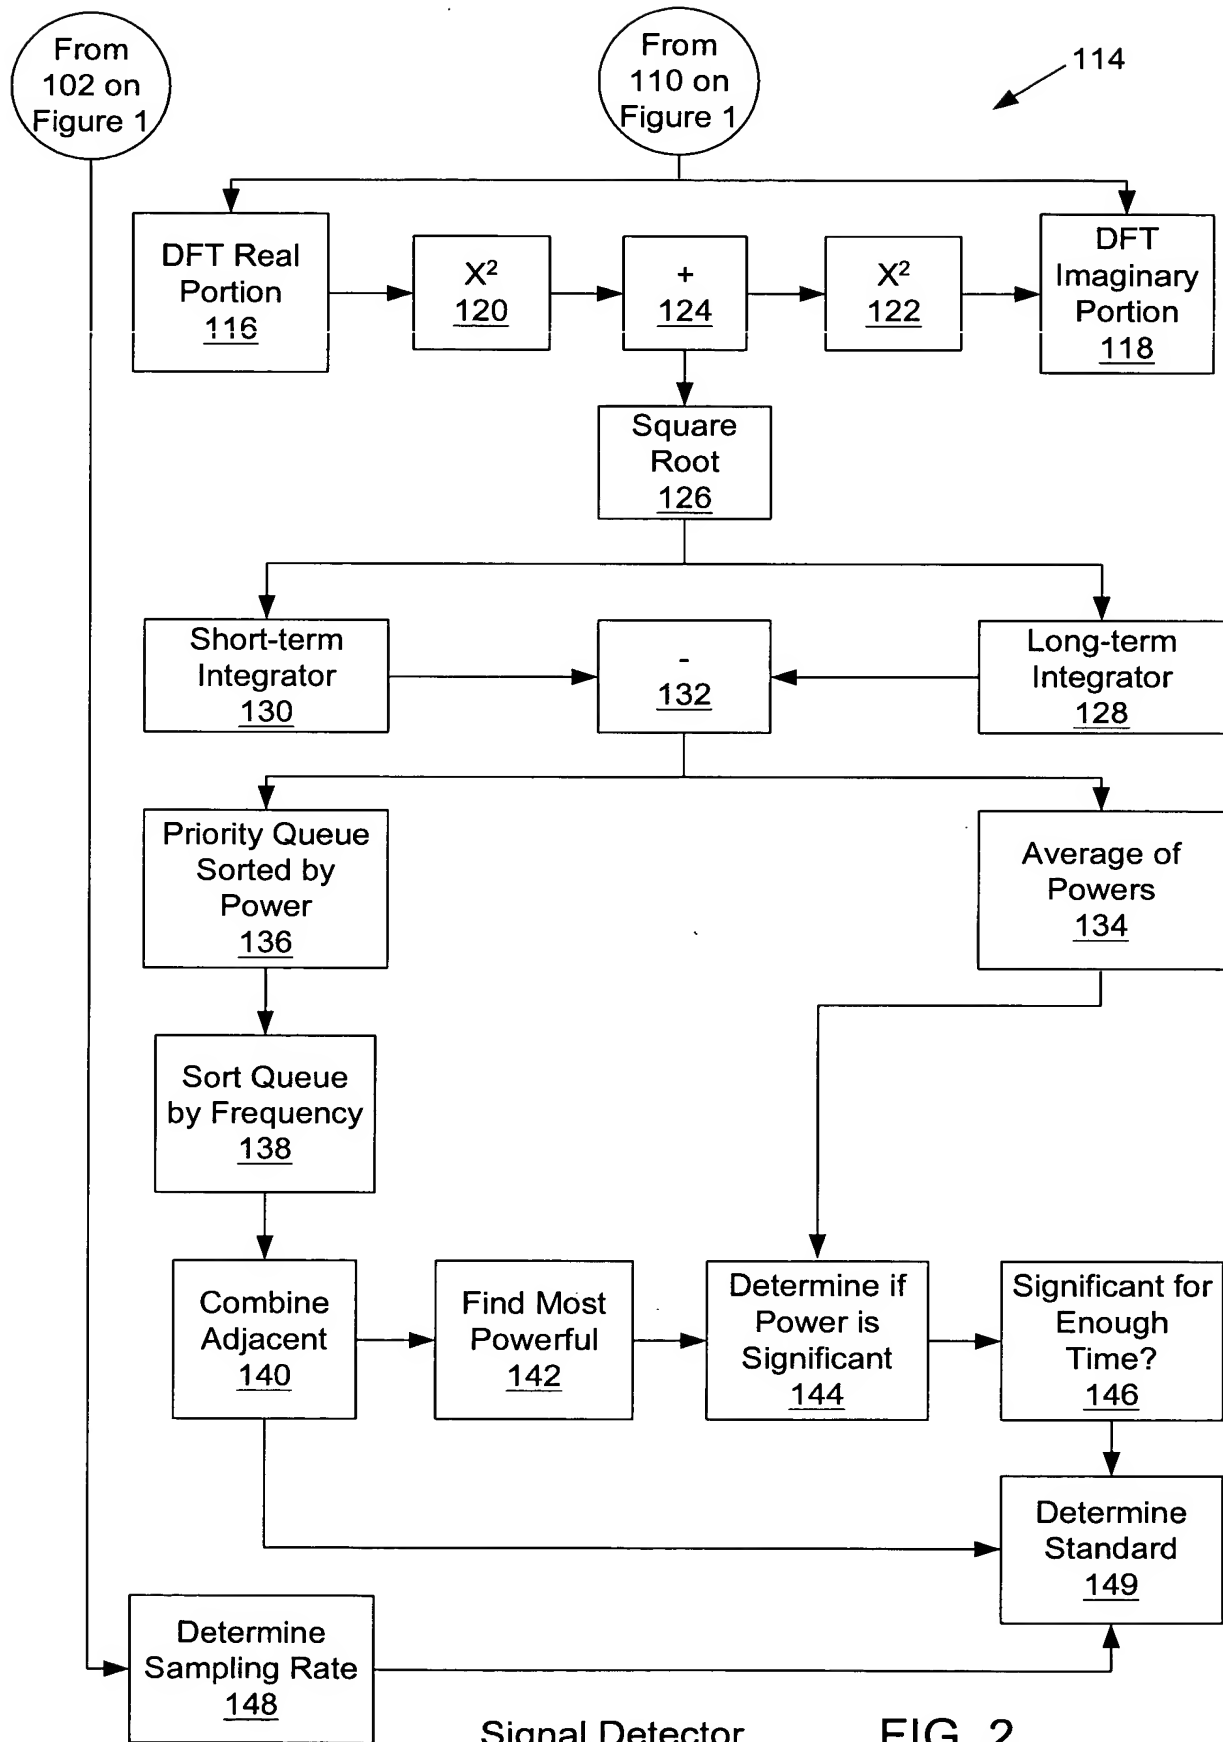 From
102 on
Figure 1
From
110 on
Figure 1
114
DFT Real
Portion
116
X²
120
+
124
X²
122
DFT
Imaginary
Portion
118
Square
Root
126
Short-term
Integrator
130
-
132
Long-term
Integrator
128
Priority Queue
Sorted by
Power
136
Average of
Powers
134
Sort Queue
by Frequency
138
Combine
Adjacent
140
Find Most
Powerful
142
Determine if
Power is
Significant
144
Significant for
Enough
Time?
146
Determine
Standard
149
Determine
Sampling Rate
148
Signal Detector
FIG. 2